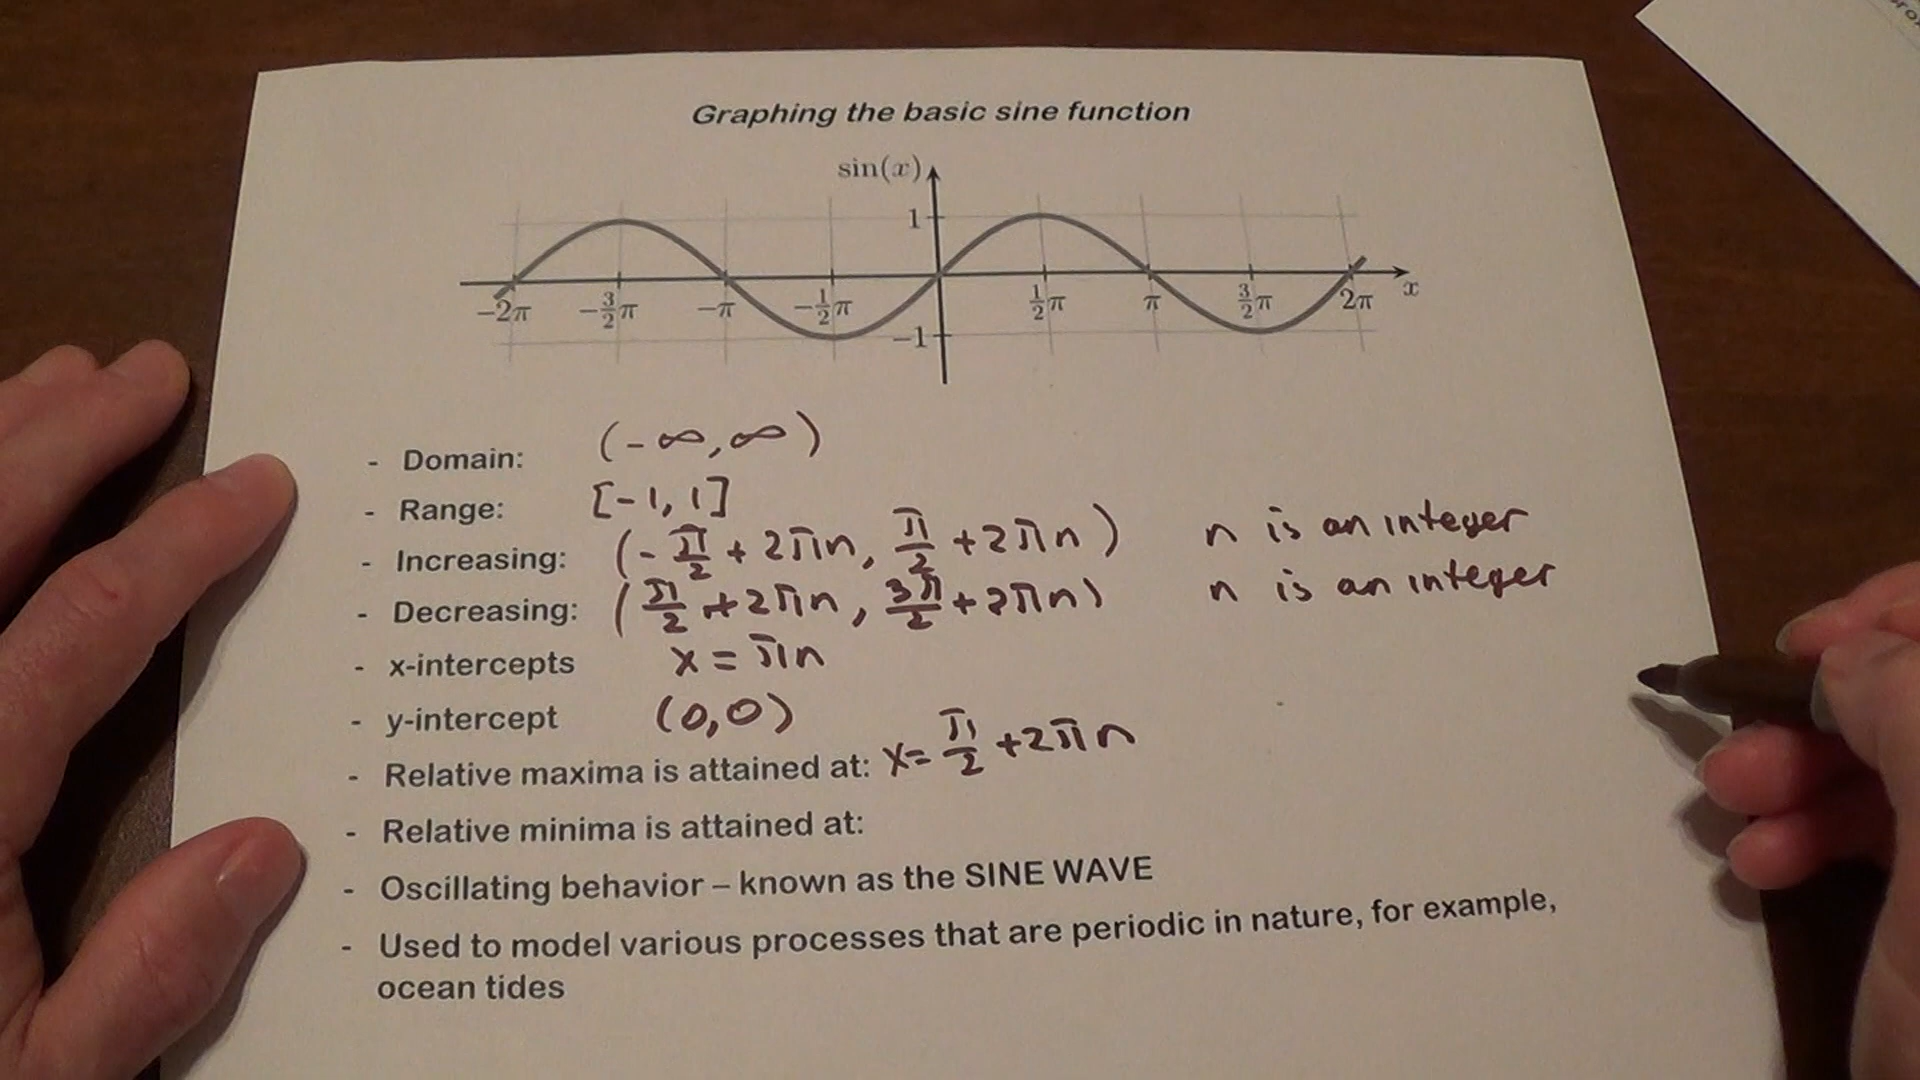 Graphing the basic sine function
sin(x)
1
-2π -3/2π -π -1/2π 1/2π π 3/2π 2π x
-1
- Domain: (-∞,∞)
- Range: [-1, 1]
- Increasing: (-π/2 + 2πn, π/2 + 2πn) n is an integer
- Decreasing: (π/2 + 2πn, 3π/2 + 2πn) n is an integer
- x-intercepts x = πn
- y-intercept (0,0)
- Relative maxima is attained at: x = π/2 + 2πn
- Relative minima is attained at:
- Oscillating behavior – known as the SINE WAVE
- Used to model various processes that are periodic in nature, for example,
ocean tides